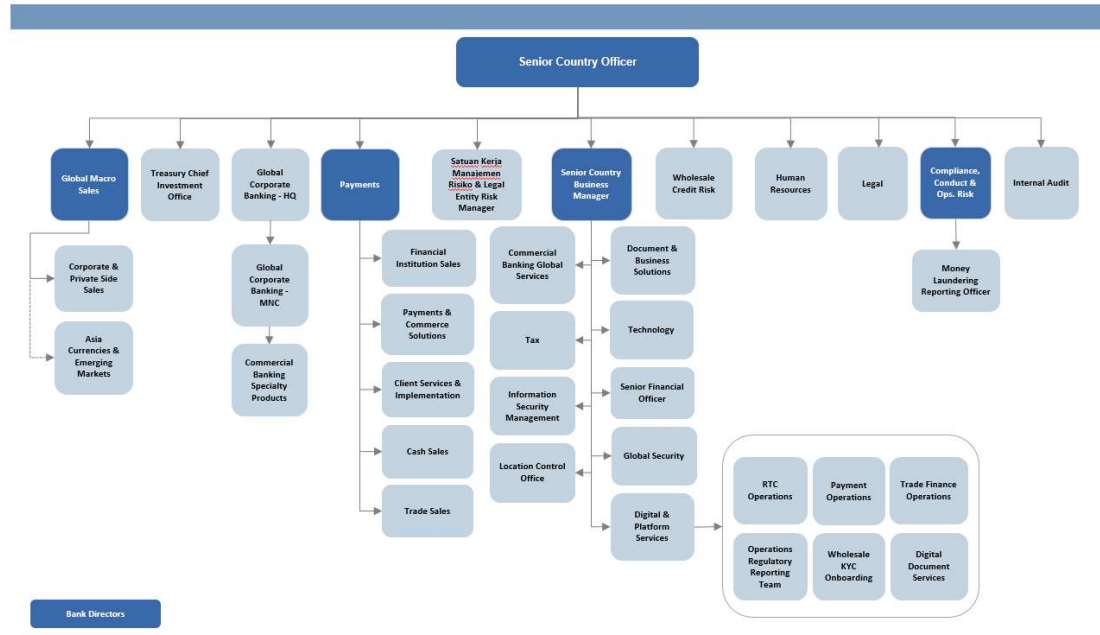 Senior Country Officer
Global Macro
Sales
Treasury Chief
Investment
Office
Global
Corporate
Banking - HQ
Payments
Satuan Kerja
Manajemen
Risiko & Legal
Entity Risk
Manager
Senior Country
Business
Manager
Wholesale
Credit Risk
Human
Resources
Legal
Compliance,
Conduct &
Ops. Risk
Internal Audit
Corporate &
Private Side
Sales
Asia
Currencies &
Emerging
Markets
Global
Corporate
Banking -
MNC
Commercial
Banking
Specialty
Products
Financial
Institution Sales
Payments &
Commerce
Solutions
Client Services &
Implementation
Cash Sales
Trade Sales
Commercial
Banking Global
Services
Tax
Information
Security
Management
Location Control
Office
Document &
Business
Solutions
Technology
Senior Financial
Officer
Global Security
Digital &
Platform
Services
Money
Laundering
Reporting Officer
RTC
Operations
Payment
Operations
Trade Finance
Operations
Operations
Regulatory
Reporting
Team
Wholesale
KYC
Onboarding
Digital
Document
Services
Bank Directors